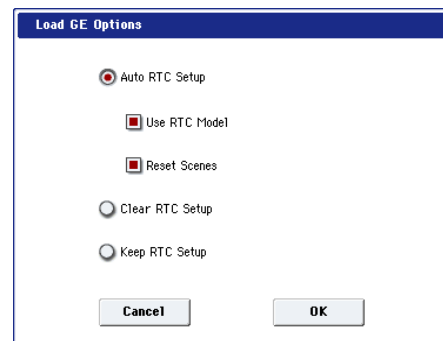 Load GE Options
Auto RTC Setup
Use RTC Model
Reset Scenes
Clear RTC Setup
Keep RTC Setup
Cancel OK